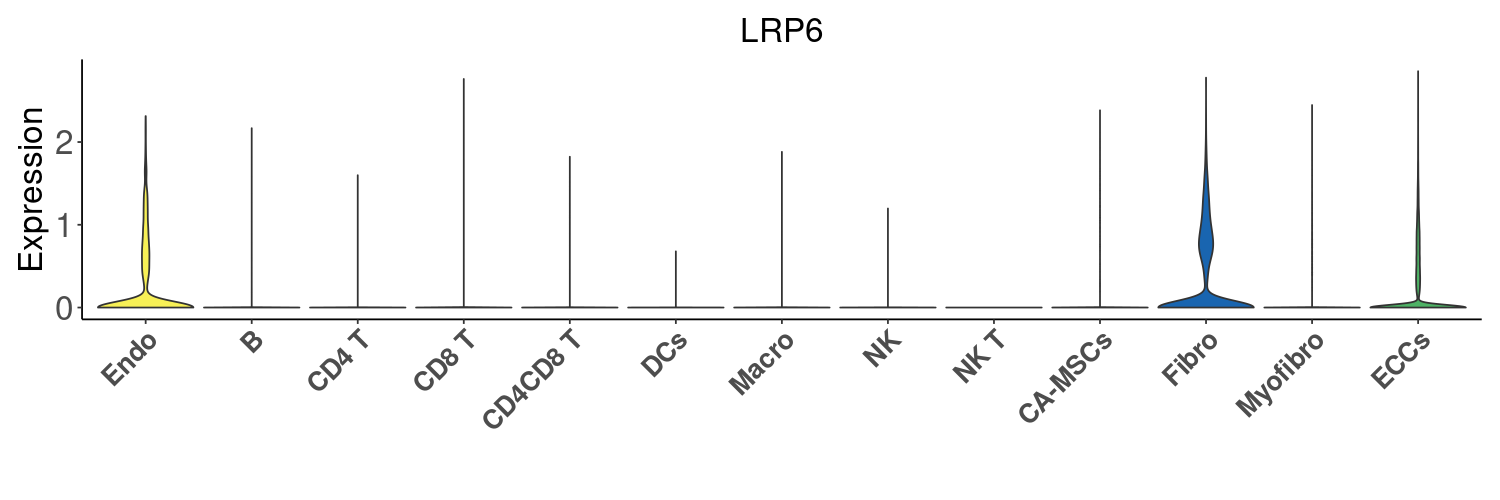 LRP6
Expression
2
1
0
Endo
B
CD4 T
CD8 T
CD4CD8 T
DCs
Macro
NK
NK T
CA-MSCs
Fibro
Myofibro
ECCs